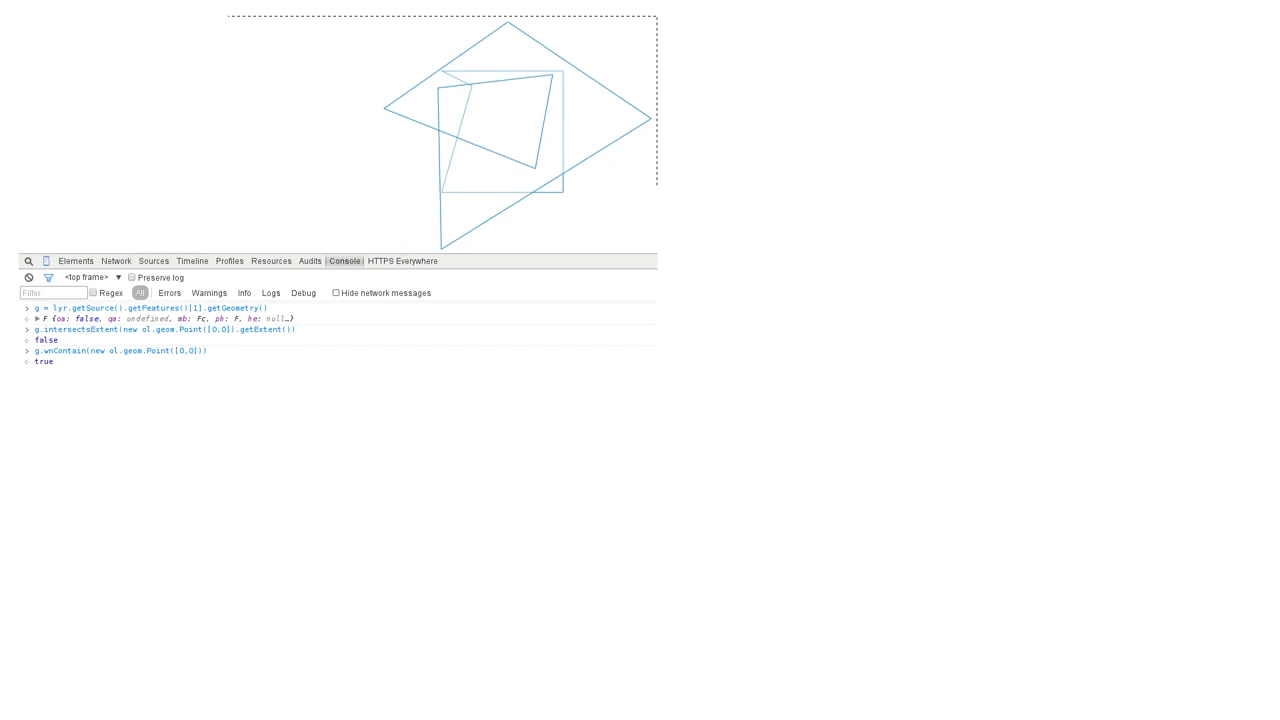 Elements Network Sources Timeline Profiles Resources Audits Console HTTPS Everywhere
<top frame> ▼ Preserve log
Filter Regex All Errors Warnings Info Logs Debug Hide network messages
> g = lyr.getSource().getFeatures()[1].getGeometry()
< ▶ F {oa: false, qa: undefined, mb: Fc, ph: F, he: null…}
> g.intersectsExtent(new ol.geom.Point([0,0]).getExtent())
< false
> g.wnContain(new ol.geom.Point([0,0]))
< true